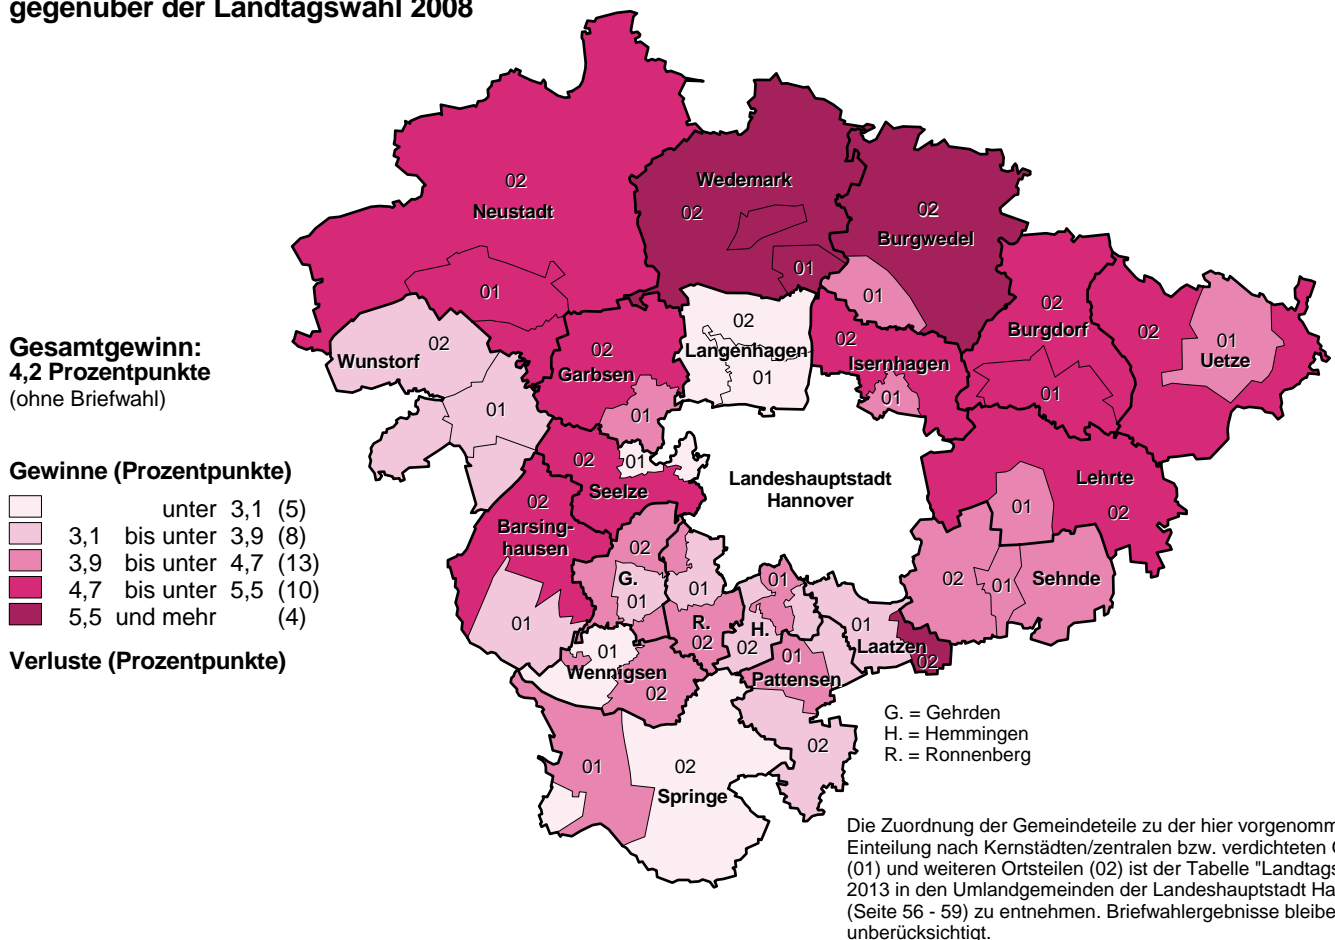 gegenüber der Landtagswahl 2008
02
Neustadt
01
Wedemark
02
01
02
Burgwedel
01
02
Burgdorf
01
02
01
Uetze
Gesamtgewinn:
4,2 Prozentpunkte
(ohne Briefwahl)
Wunstorf
02
01
02
Garbsen
01
02
Langenhagen
01
02
Isernhagen
01
Gewinne (Prozentpunkte)
unter 3,1 (5)
3,1 bis unter 3,9 (8)
3,9 bis unter 4,7 (13)
4,7 bis unter 5,5 (10)
5,5 und mehr (4)
Verluste (Prozentpunkte)
02
01
Seelze
Landeshauptstadt
Hannover
Lehrte
01
02
02
Barsing-
hausen
01
02
G.
01
01
R.
02
01
H.
02
01
Laatzen
02
02
01
Sehnde
01
Wennigsen
02
01
Pattensen
02
01
02
Springe
G. = Gehrden
H. = Hemmingen
R. = Ronnenberg
Die Zuordnung der Gemeindeteile zu der hier vorgenomm
Einteilung nach Kernstädten/zentralen bzw. verdichteten
(01) und weiteren Ortsteilen (02) ist der Tabelle "Landtags
2013 in den Umlandgemeinden der Landeshauptstadt Ha
(Seite 56 - 59) zu entnehmen. Briefwahlergebnisse bleibe
unberücksichtigt.